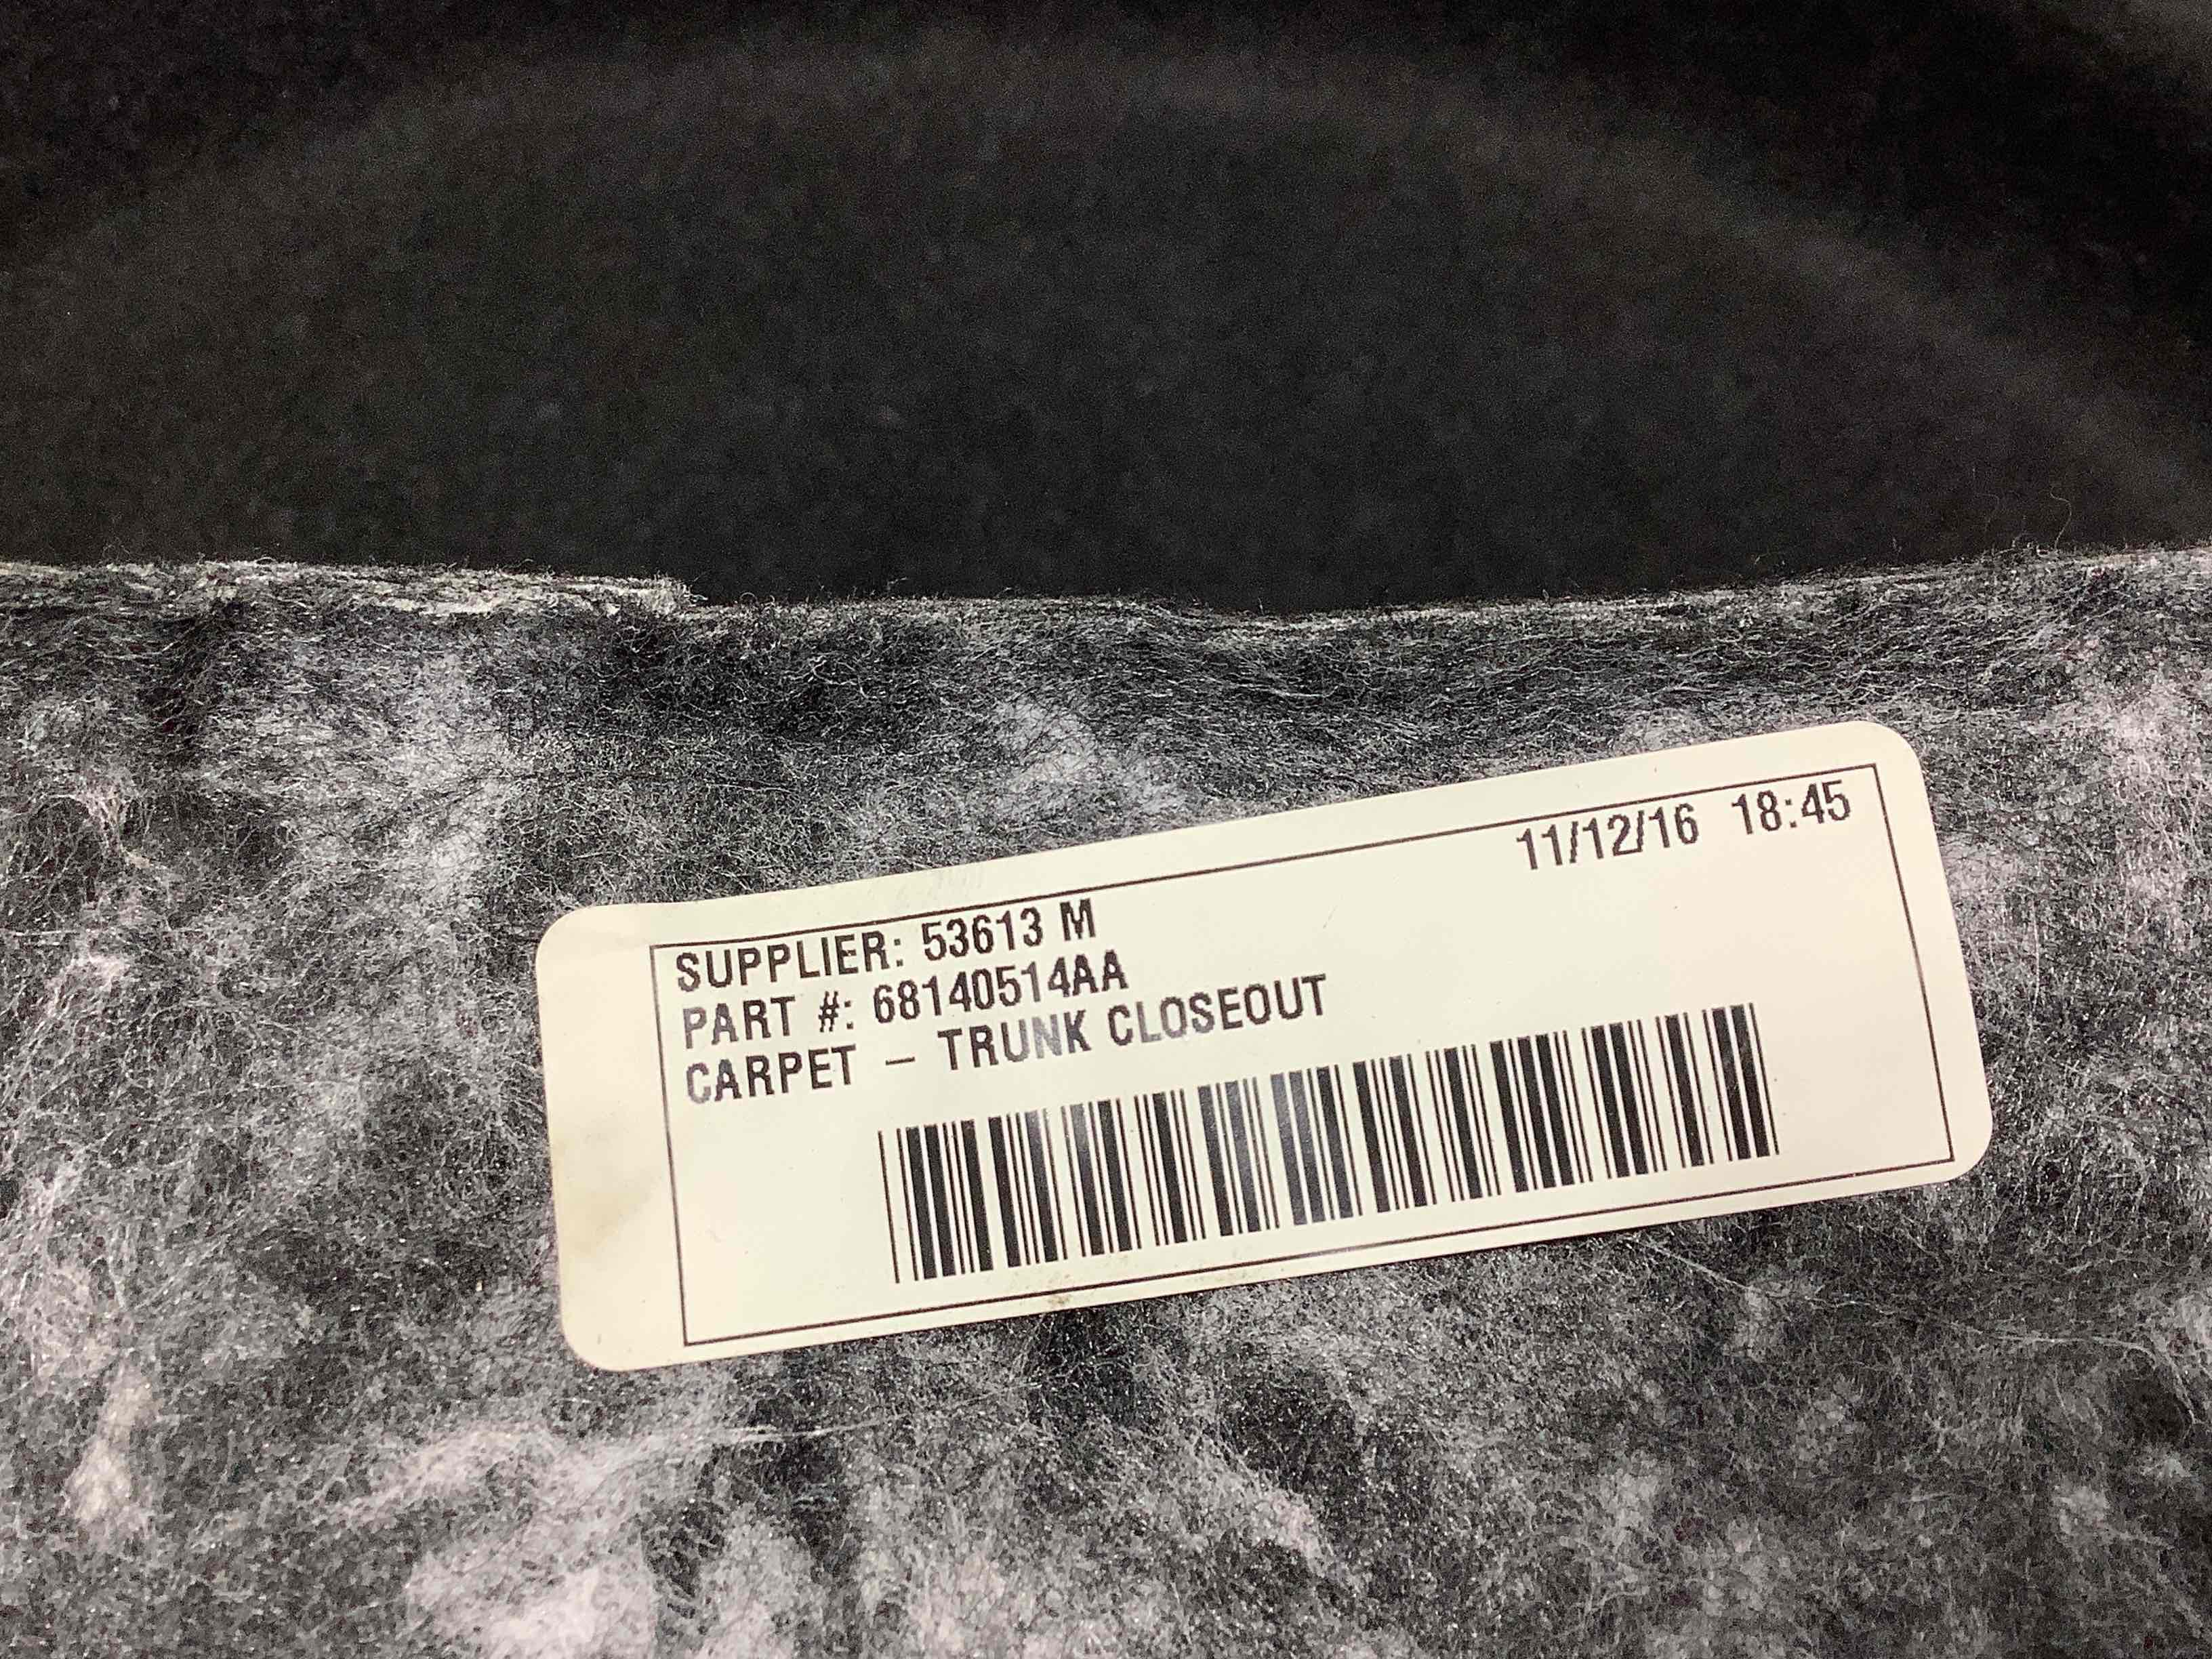 11/12/16 18:45
SUPPLIER: 53613 M
PART #: 68140514AA
CARPET – TRUNK CLOSEOUT